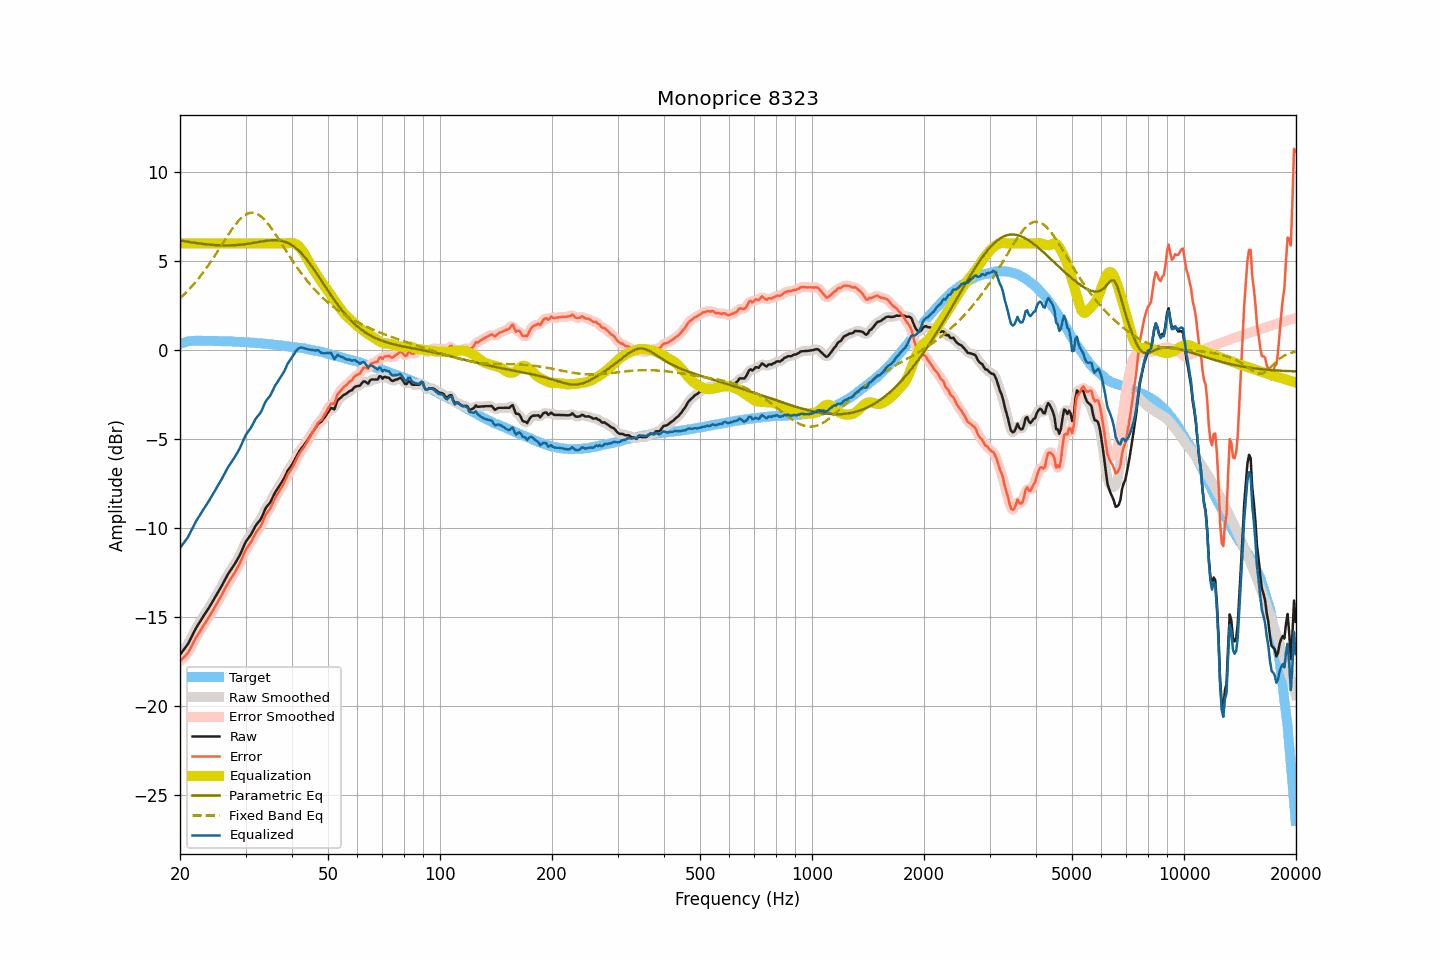 Monoprice 8323
Amplitude (dBr)
10
5
0
−5
−10
−15
−20
−25
Target
Raw Smoothed
Error Smoothed
Raw
Error
Equalization
Parametric Eq
Fixed Band Eq
Equalized
20 50 100 200 500 1000 2000 5000 10000 20000
Frequency (Hz)